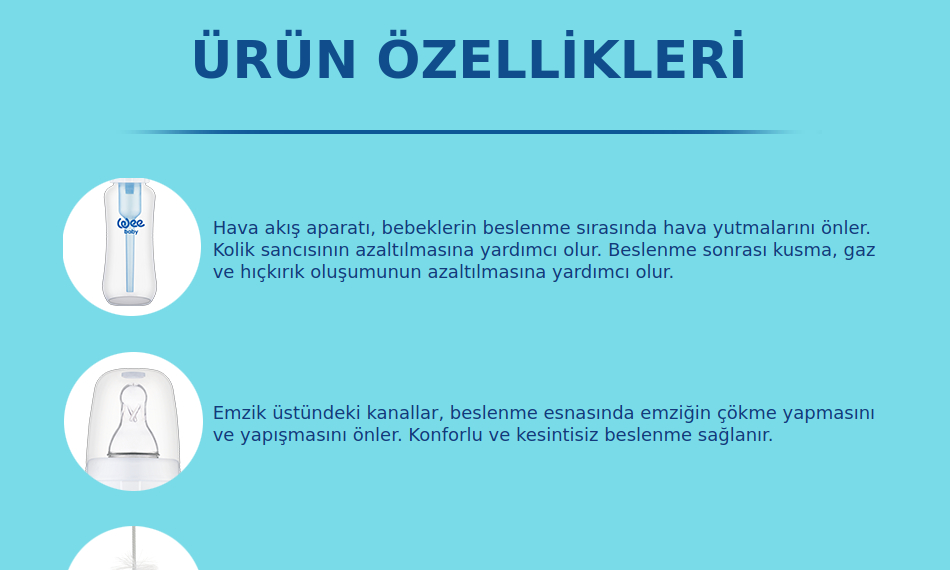 ÜRÜN ÖZELLİKLERİ
wee
baby
Hava akış aparatı, bebeklerin beslenme sırasında hava yutmalarını önler.
Kolik sancısının azaltılmasına yardımcı olur. Beslenme sonrası kusma, gaz
ve hıçkırık oluşumunun azaltılmasına yardımcı olur.
Emzik üstündeki kanallar, beslenme esnasında emziğin çökme yapmasını
ve yapışmasını önler. Konforlu ve kesintisiz beslenme sağlanır.